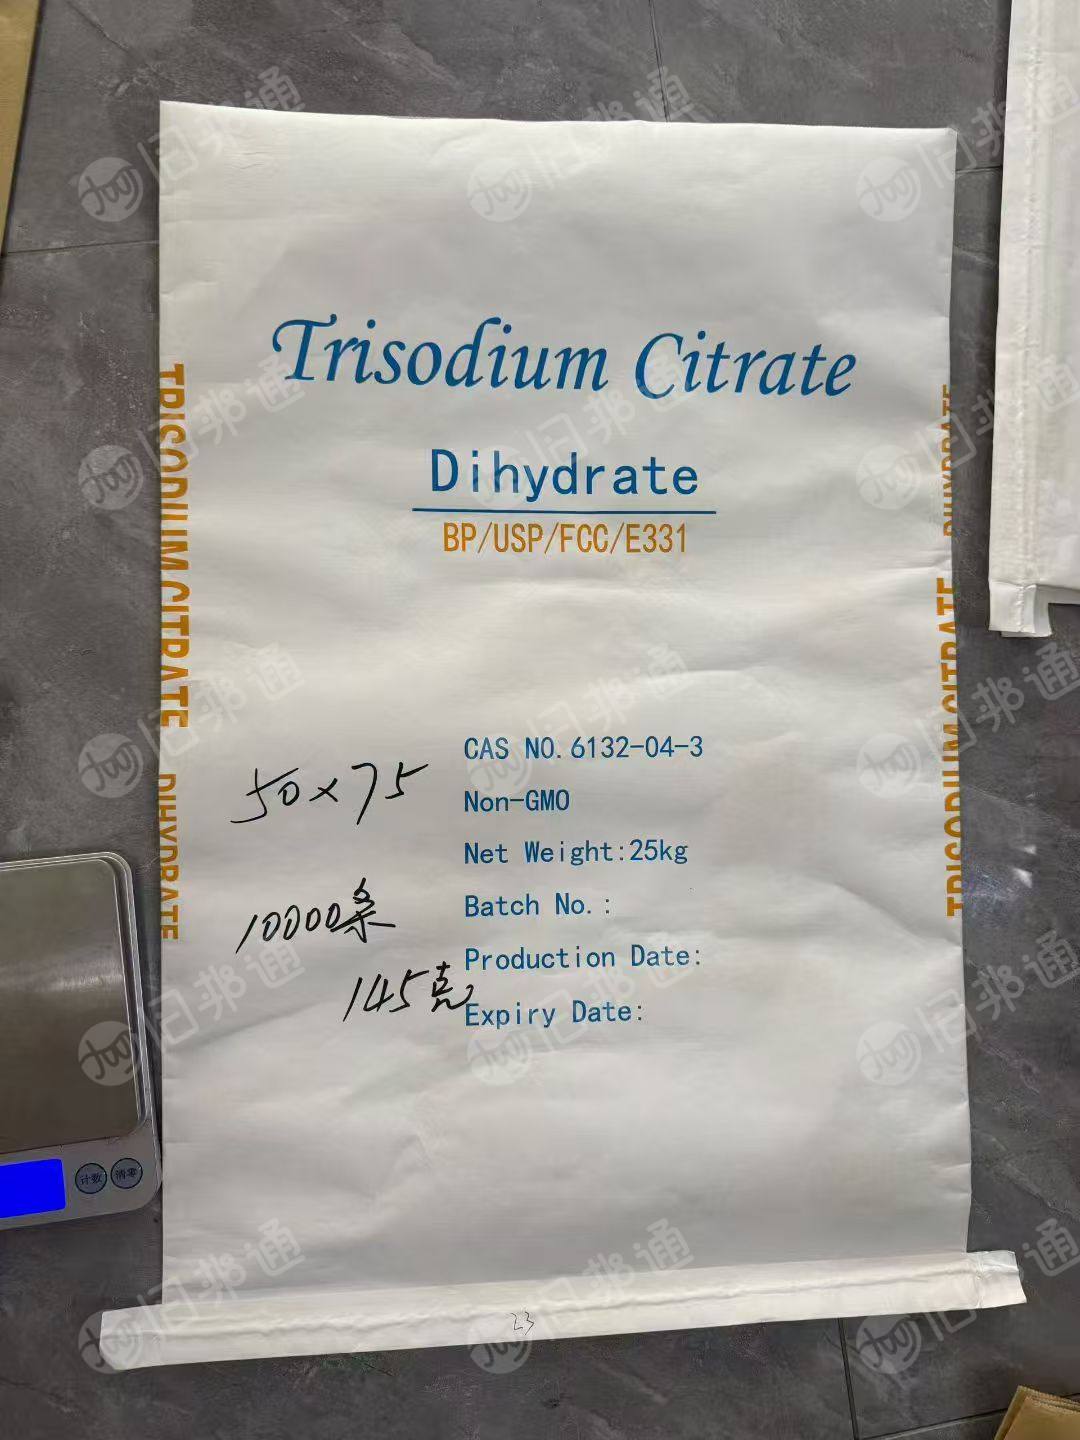 Trisodium Citrate
Dihydrate
BP/USP/FCC/E331
TRISODIUM CITRATE DIHYDRATE
TRISODIUM CITRATE DIHYDRATE
CAS NO.6132-04-3
50×75
Non-GMO
Net Weight:25kg
10000条
Batch No.:
145克
Production Date:
Expiry Date:
计数 清零
23
旧邦通